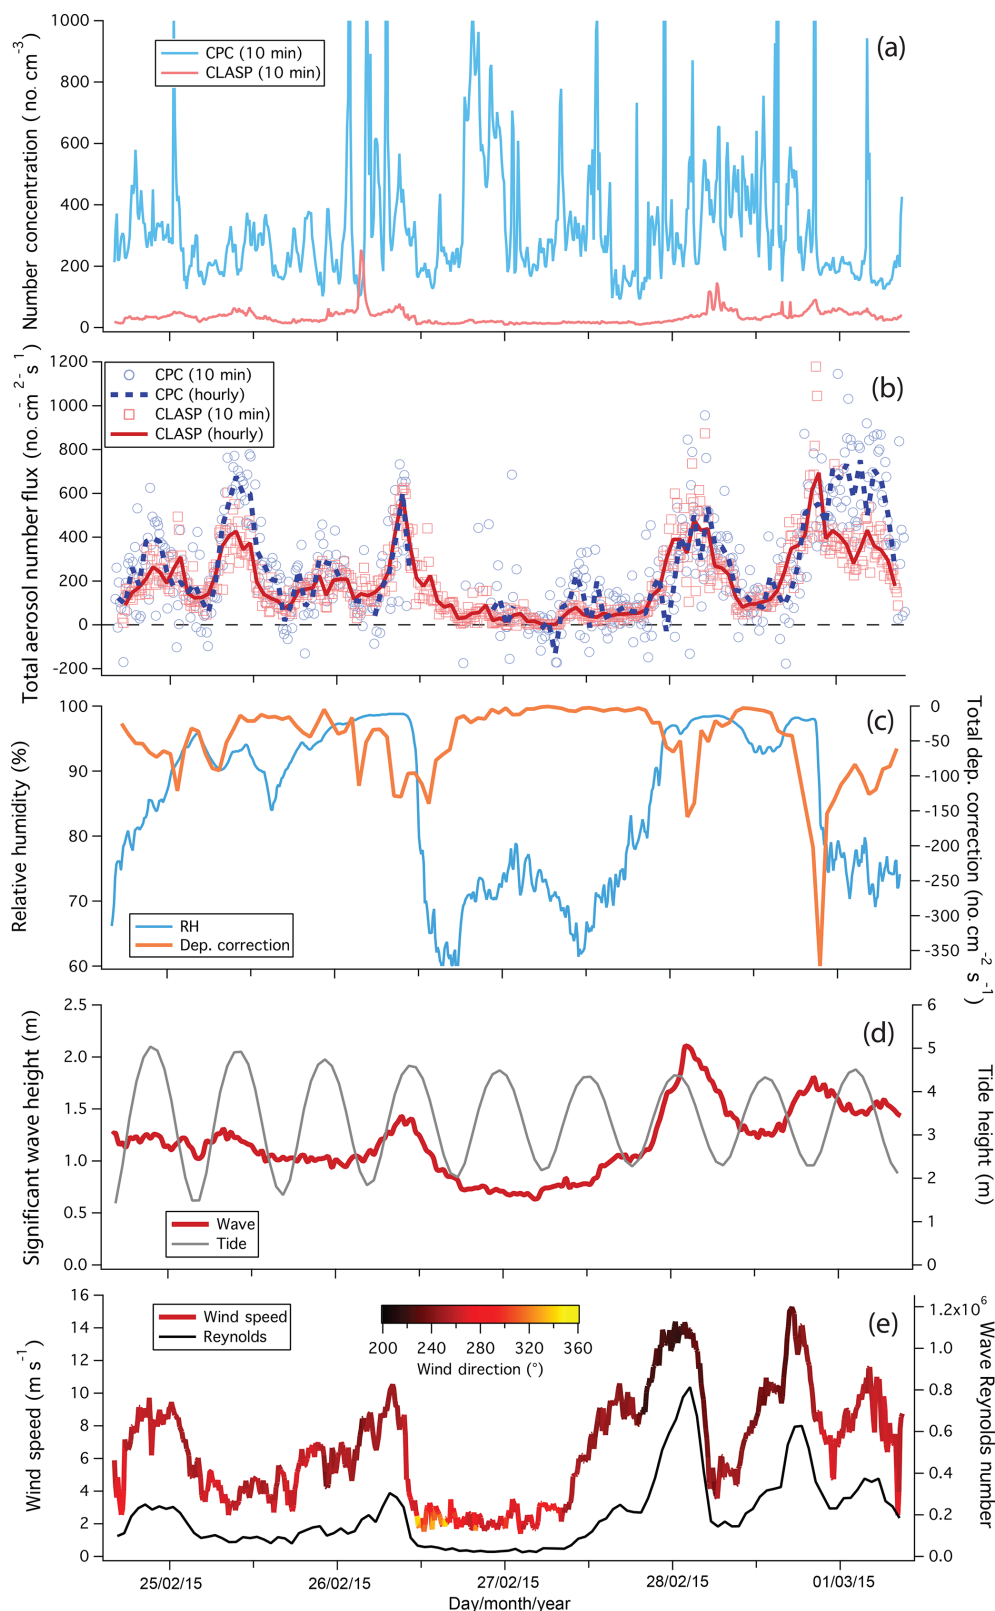 (a)
Number concentration (no. cm-3)
1000
800
600
400
200
0
CPC (10 min)
CLASP (10 min)
(b)
Total aerosol number flux (no. cm-2 s-1)
1200
1000
800
600
400
200
0
-200
CPC (10 min)
CPC (hourly)
CLASP (10 min)
CLASP (hourly)
(c)
Relative humidity (%)
100
90
80
70
60
RH
Dep. correction
0
-50
-100
-150
-200
-250
-300
-350
Total dep. correction (no. cm-2 s-1)
(d)
Significant wave height (m)
2.5
2.0
1.5
1.0
0.5
0.0
Wave
Tide
6
5
4
3
2
1
0
Tide height (m)
(e)
Wind speed (m s-1)
16
14
12
10
8
6
4
2
0
Wind speed
Reynolds
200 240 280 320 360
Wind direction (°)
1.2x10⁶
1.0
0.8
0.6
0.4
0.2
0.0
Wave Reynolds number
25/02/15 26/02/15 27/02/15 28/02/15 01/03/15
Day/month/year